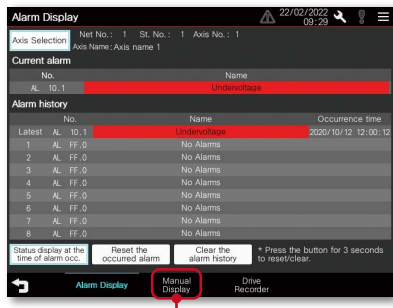 Alarm Display
22/02/2022
09:29
Axis Selection
Net No.: 1 St. No.: 1 Axis No.: 1
Axis Name: Axis name 1
Current alarm
No. Name
AL 10.1 Undervoltage
Alarm history
No. Name Occurrence time
Latest AL 10.1 Undervoltage 2020/10/12 12:00:12
1 AL FF.0 No Alarms
2 AL FF.0 No Alarms
3 AL FF.0 No Alarms
4 AL FF.0 No Alarms
5 AL FF.0 No Alarms
6 AL FF.0 No Alarms
7 AL FF.0 No Alarms
8 AL FF.0 No Alarms
Status display at the
time of alarm occ.
Reset the
occurred alarm
Clear the
alarm history
* Press the button for 3 seconds
to reset/clear.
Alarm Display
Manual
Display
Drive
Recorder